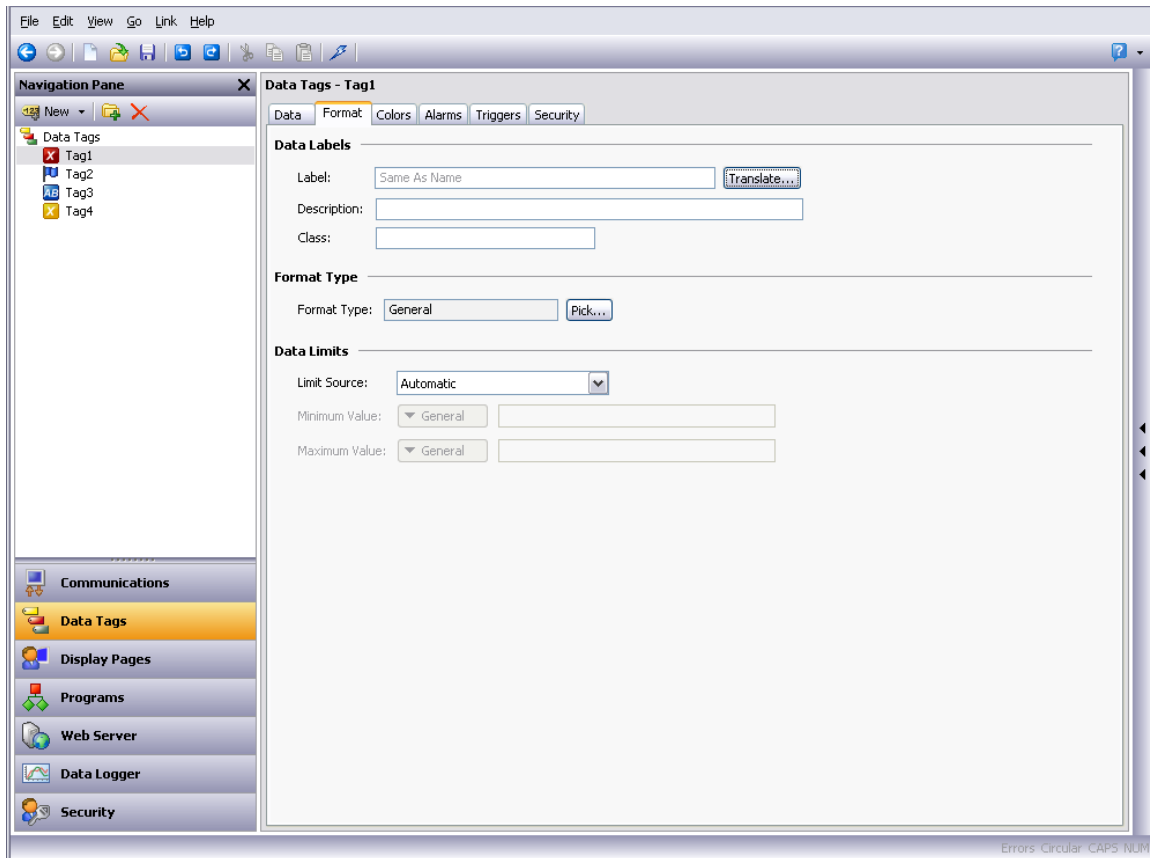 File Edit View Go Link Help
Navigation Pane X
123 New
Data Tags
X Tag1
Tag2
AB Tag3
X Tag4
Communications
Data Tags
Display Pages
Programs
Web Server
Data Logger
Security
Data Tags - Tag1
Data Format Colors Alarms Triggers Security
Data Labels
Label: Same As Name Translate...
Description:
Class:
Format Type
Format Type: General Pick...
Data Limits
Limit Source: Automatic
Minimum Value: General
Maximum Value: General
Errors Circular CAPS NUM